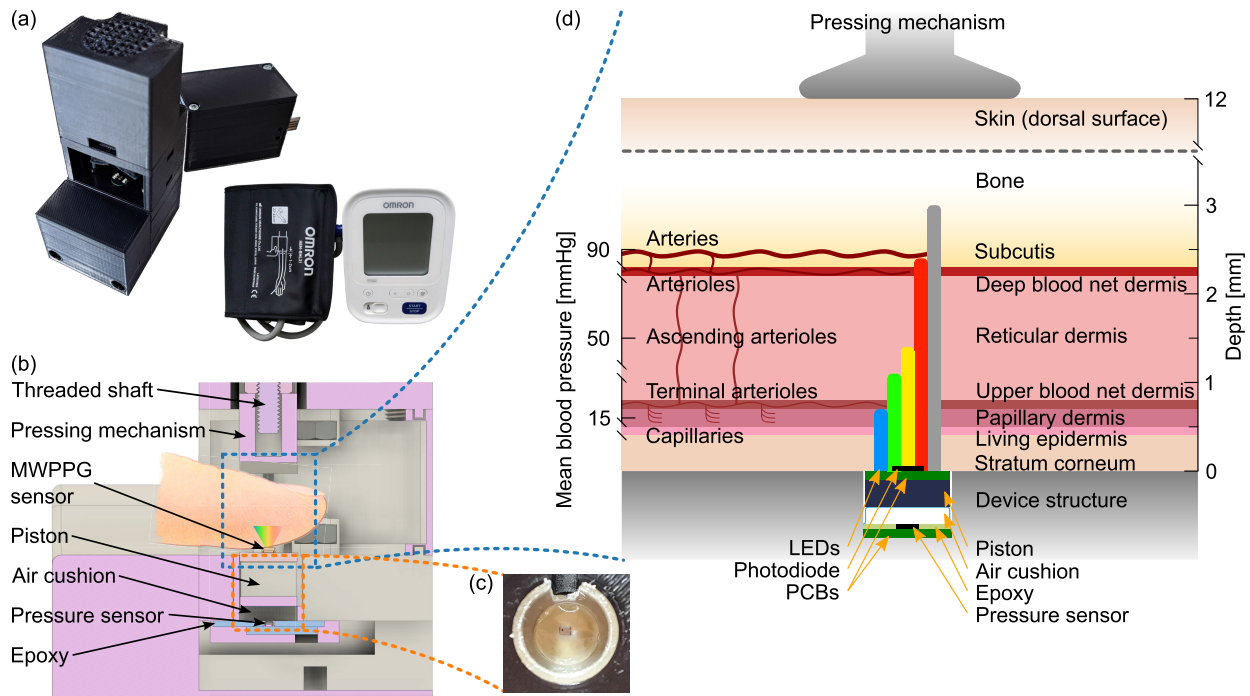 (a)
OMRON
OMRON
START
STOP
(b)
Threaded shaft
Pressing mechanism
MWPPG
sensor
Piston
Air cushion
Pressure sensor
Epoxy
(c)
(d)
Pressing mechanism
Mean blood pressure [mmHg]
90
50
15
Arteries
Arterioles
Ascending arterioles
Terminal arterioles
Capillaries
Skin (dorsal surface)
Bone
Subcutis
Deep blood net dermis
Reticular dermis
Upper blood net dermis
Papillary dermis
Living epidermis
Stratum corneum
Device structure
12
3
2
1
0
Depth [mm]
LEDs
Photodiode
PCBs
Piston
Air cushion
Epoxy
Pressure sensor